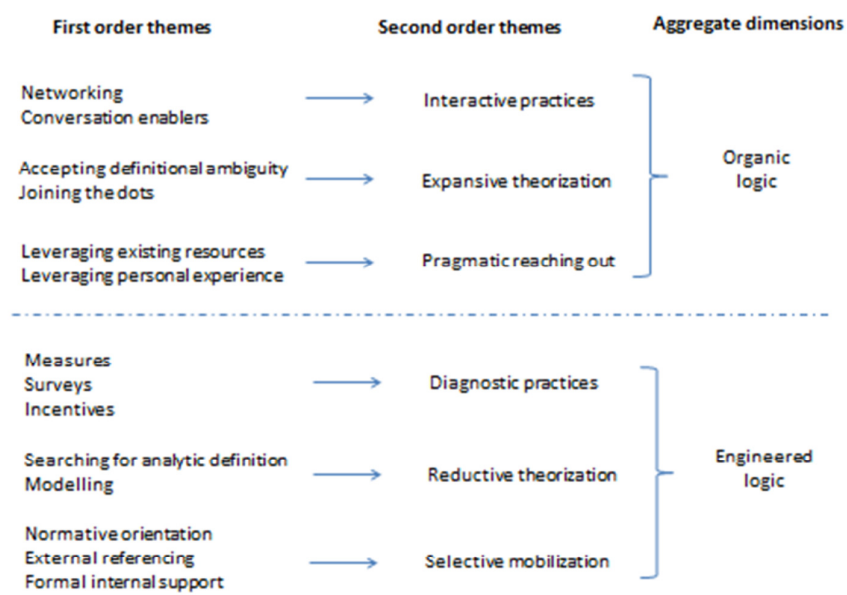 First order themes
Second order themes
Aggregate dimensions
Networking
Conversation enablers
Interactive practices
Accepting definitional ambiguity
Joining the dots
Expansive theorization
Leveraging existing resources
Leveraging personal experience
Pragmatic reaching out
Organic
logic
Measures
Surveys
Incentives
Diagnostic practices
Searching for analytic definition
Modelling
Reductive theorization
Normative orientation
External referencing
Formal internal support
Selective mobilization
Engineered
logic